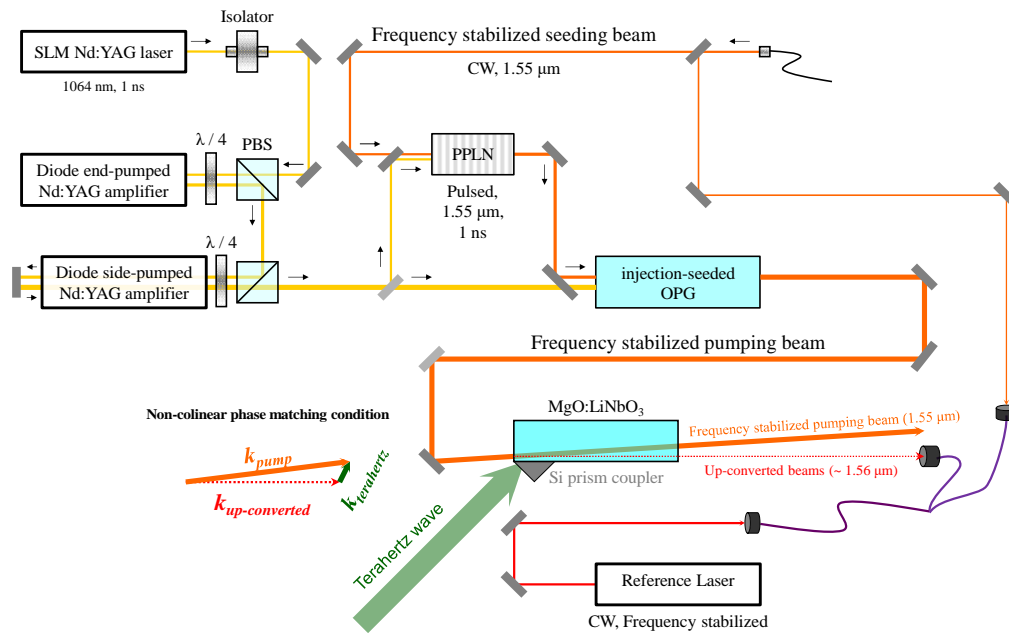 Isolator
SLM Nd:YAG laser
1064 nm, 1 ns
Frequency stabilized seeding beam
CW, 1.55 μm
λ / 4
PBS
Diode end-pumped
Nd:YAG amplifier
PPLN
Pulsed,
1.55 μm,
1 ns
λ / 4
Diode side-pumped
Nd:YAG amplifier
injection-seeded
OPG
Frequency stabilized pumping beam
MgO:LiNbO3
Non-colinear phase matching condition
Frequency stabilized pumping beam (1.55 μm)
kpump
kterahertz
kup-converted
Up-converted beams (~ 1.56 μm)
Si prism coupler
Terahertz wave
Reference Laser
CW, Frequency stabilized